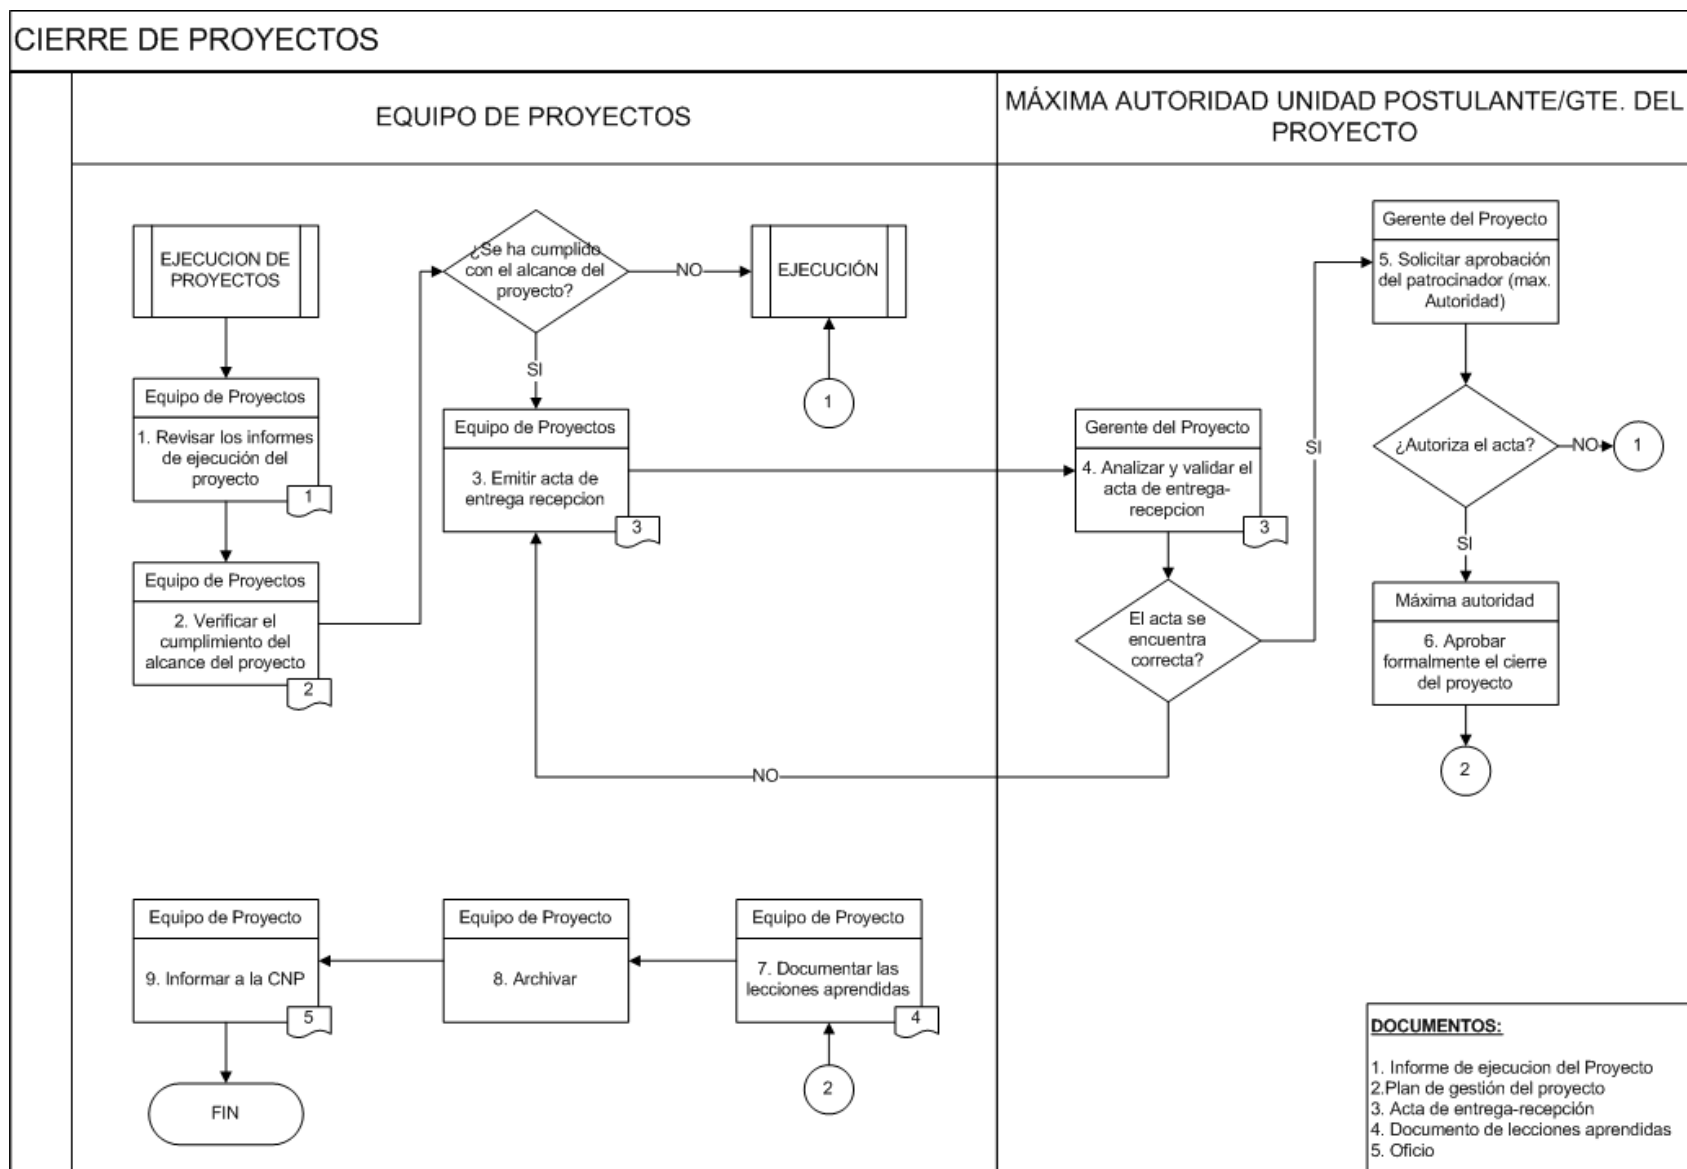 CIERRE DE PROYECTOS
EQUIPO DE PROYECTOS
MÁXIMA AUTORIDAD UNIDAD POSTULANTE/GTE. DEL
PROYECTO
EJECUCION DE
PROYECTOS
¿Se ha cumplido
con el alcance del
proyecto?
NO
EJECUCIÓN
SI
1
Equipo de Proyectos
1. Revisar los informes
de ejecución del
proyecto
1
Equipo de Proyectos
2. Verificar el
cumplimiento del
alcance del proyecto
2
Equipo de Proyectos
3. Emitir acta de
entrega recepcion
3
Gerente del Proyecto
4. Analizar y validar el
acta de entrega-
recepcion
3
El acta se
encuentra
correcta?
SI
NO
Gerente del Proyecto
5. Solicitar aprobación
del patrocinador (max.
Autoridad)
¿Autoriza el acta?
NO
1
SI
Máxima autoridad
6. Aprobar
formalmente el cierre
del proyecto
2
Equipo de Proyecto
9. Informar a la CNP
5
Equipo de Proyecto
8. Archivar
Equipo de Proyecto
7. Documentar las
lecciones aprendidas
4
2
FIN
DOCUMENTOS:
1. Informe de ejecucion del Proyecto
2.Plan de gestión del proyecto
3. Acta de entrega-recepción
4. Documento de lecciones aprendidas
5. Oficio